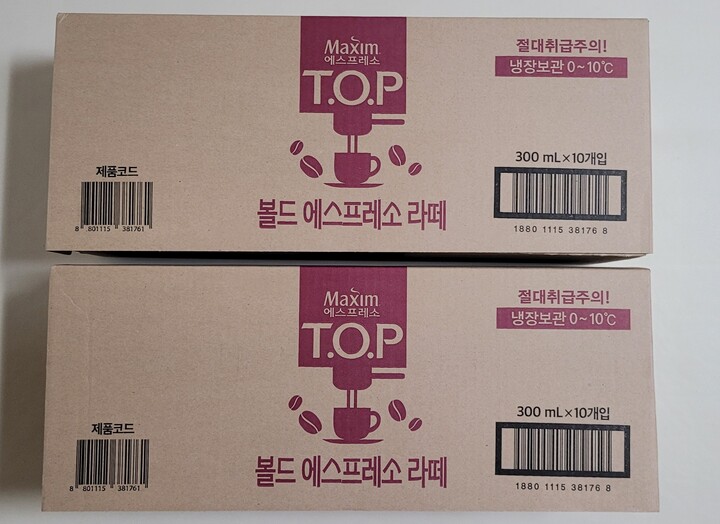 Maxim
에스프레소
T.O.P
절대취급주의!
냉장보관 0~10℃
제품코드
8 801115 381761
300 mL×10개입
1880 1115 38176 8
볼드 에스프레소 라떼
Maxim
에스프레소
T.O.P
절대취급주의!
냉장보관 0~10℃
제품코드
8 801115 381761
300 mL×10개입
1880 1115 38176 8
볼드 에스프레소 라떼